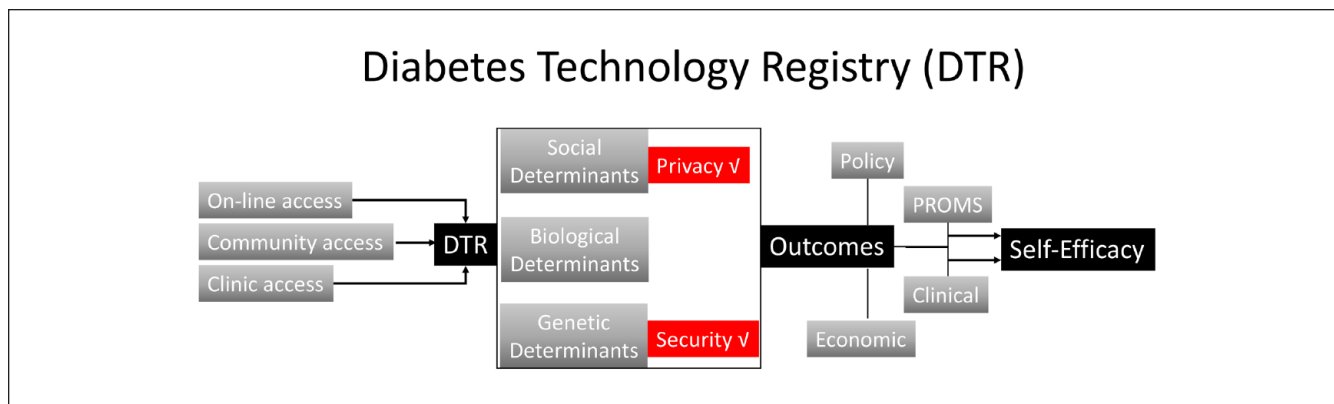 Diabetes Technology Registry (DTR)
On-line access
Community access
Clinic access
DTR
Social
Determinants
Privacy √
Biological
Determinants
Genetic
Determinants
Security √
Outcomes
Policy
Economic
PROMS
Clinical
Self-Efficacy